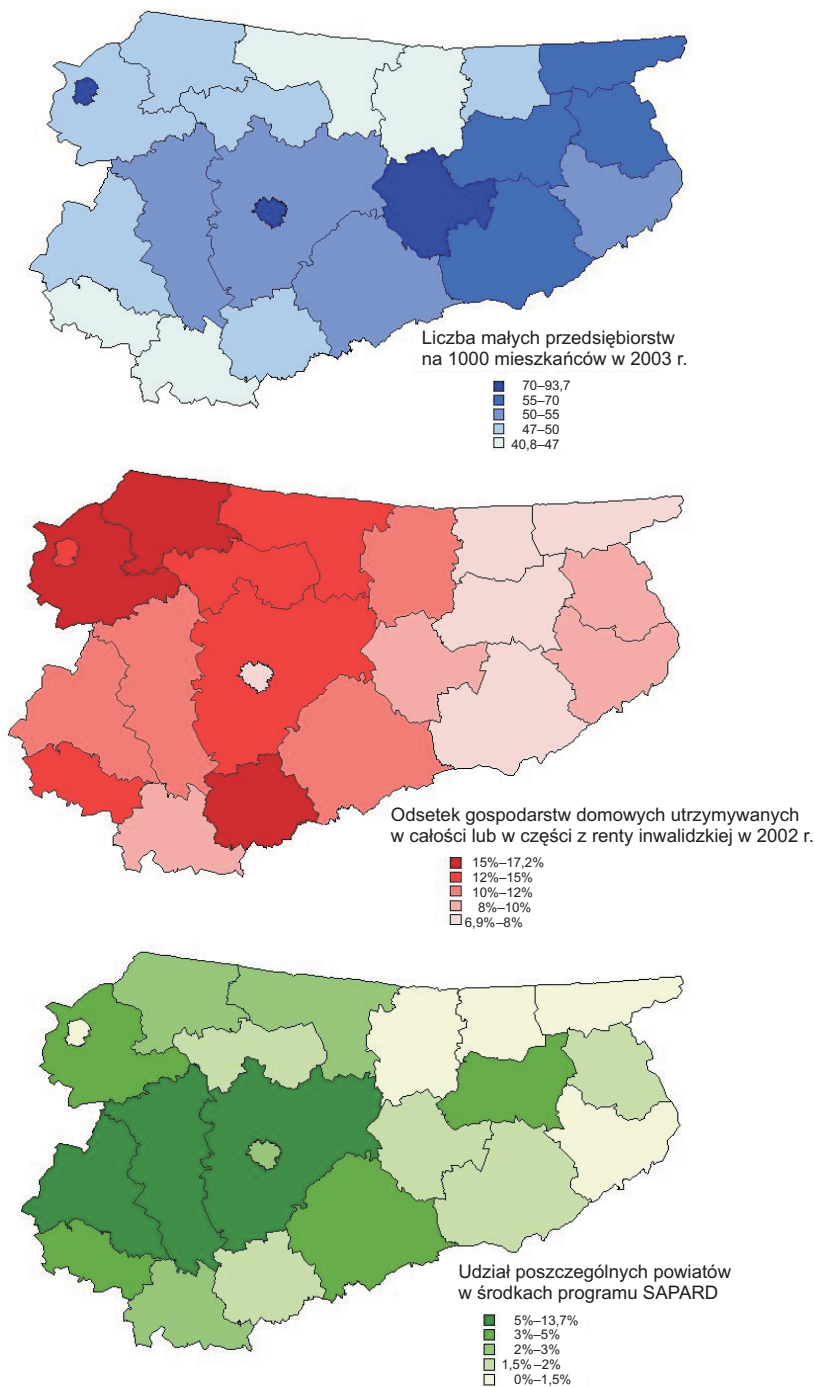 Liczba małych przedsiębiorstw
na 1000 mieszkańców w 2003 r.
70–93,7
55–70
50–55
47–50
40,8–47
Odsetek gospodarstw domowych utrzymywanych
w całości lub w części z renty inwalidzkiej w 2002 r.
15%–17,2%
12%–15%
10%–12%
8%–10%
6,9%–8%
Udział poszczególnych powiatów
w środkach programu SAPARD
5%–13,7%
3%–5%
2%–3%
1,5%–2%
0%–1,5%